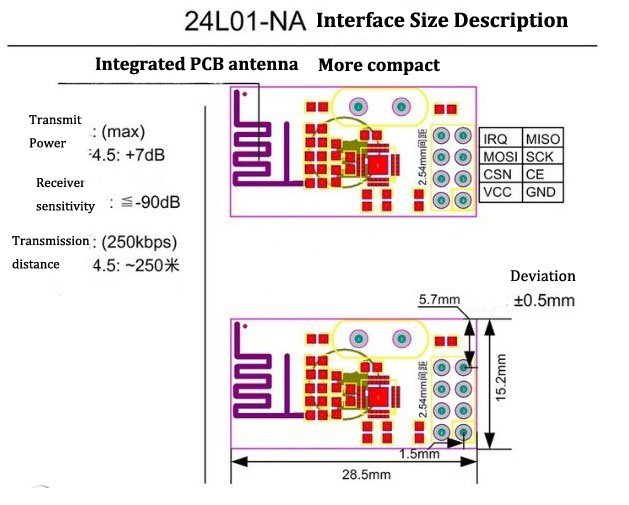 24L01-NA Interface Size Description
Integrated PCB antenna More compact
Transmit
Power
: (max)
-4.5: +7dB
Receiver
sensitivity
: ≦-90dB
Transmission
distance
: (250kbps)
4.5: ~250米
2.54mm间距
IRQ MISO
MOSI SCK
CSN CE
VCC GND
Deviation
±0.5mm
5.7mm
2.54mm间距
15.2mm
1.5mm
28.5mm